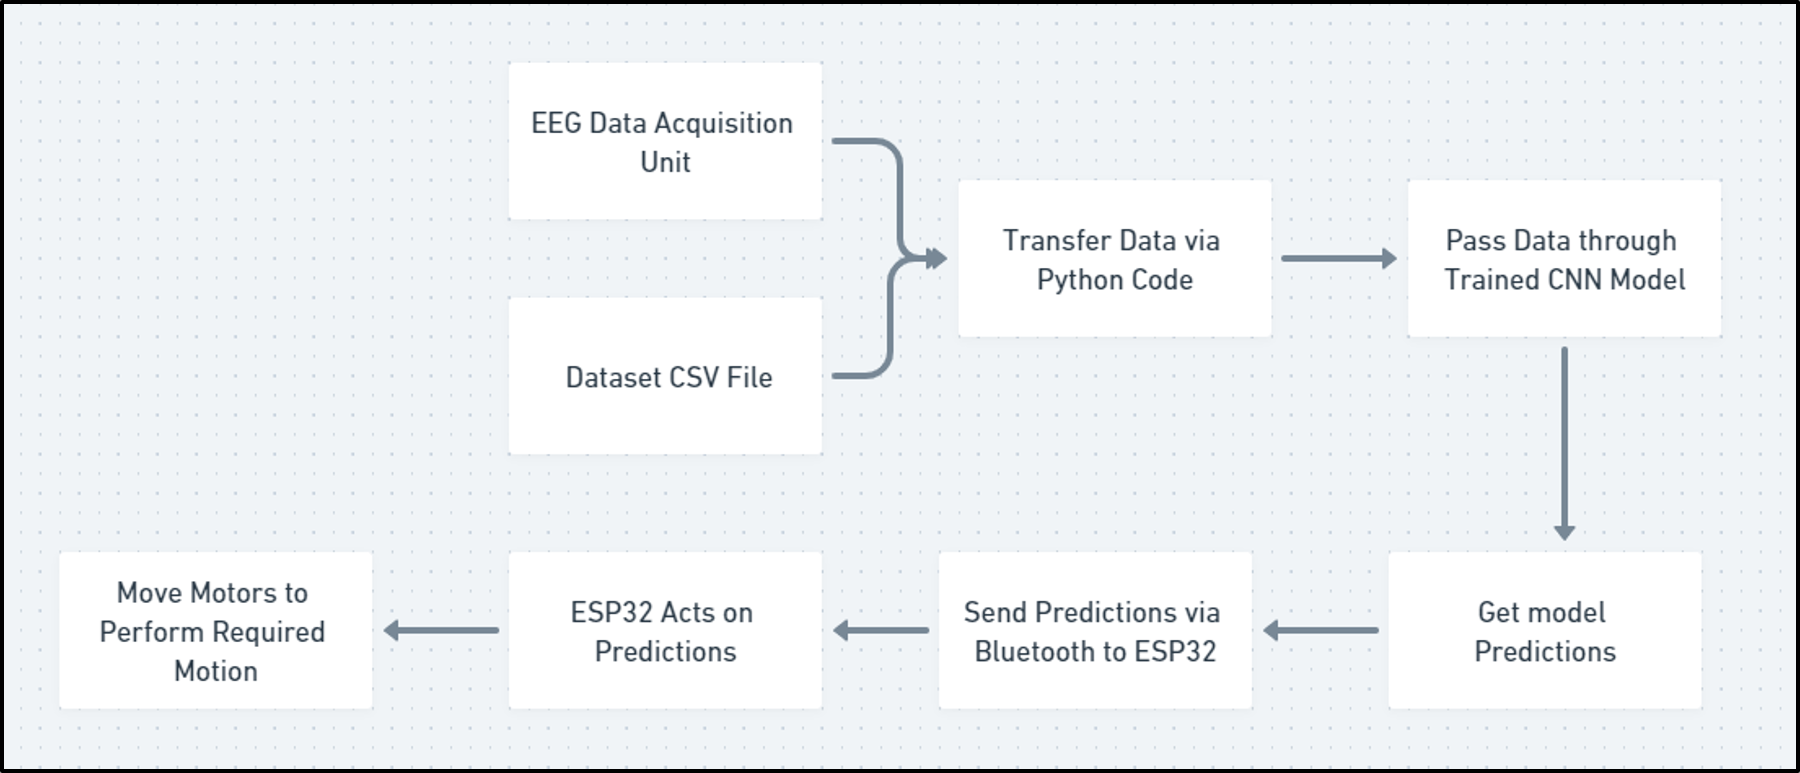 EEG Data Acquisition
Unit
Dataset CSV File
Transfer Data via
Python Code
Pass Data through
Trained CNN Model
Get model
Predictions
Send Predictions via
Bluetooth to ESP32
ESP32 Acts on
Predictions
Move Motors to
Perform Required
Motion